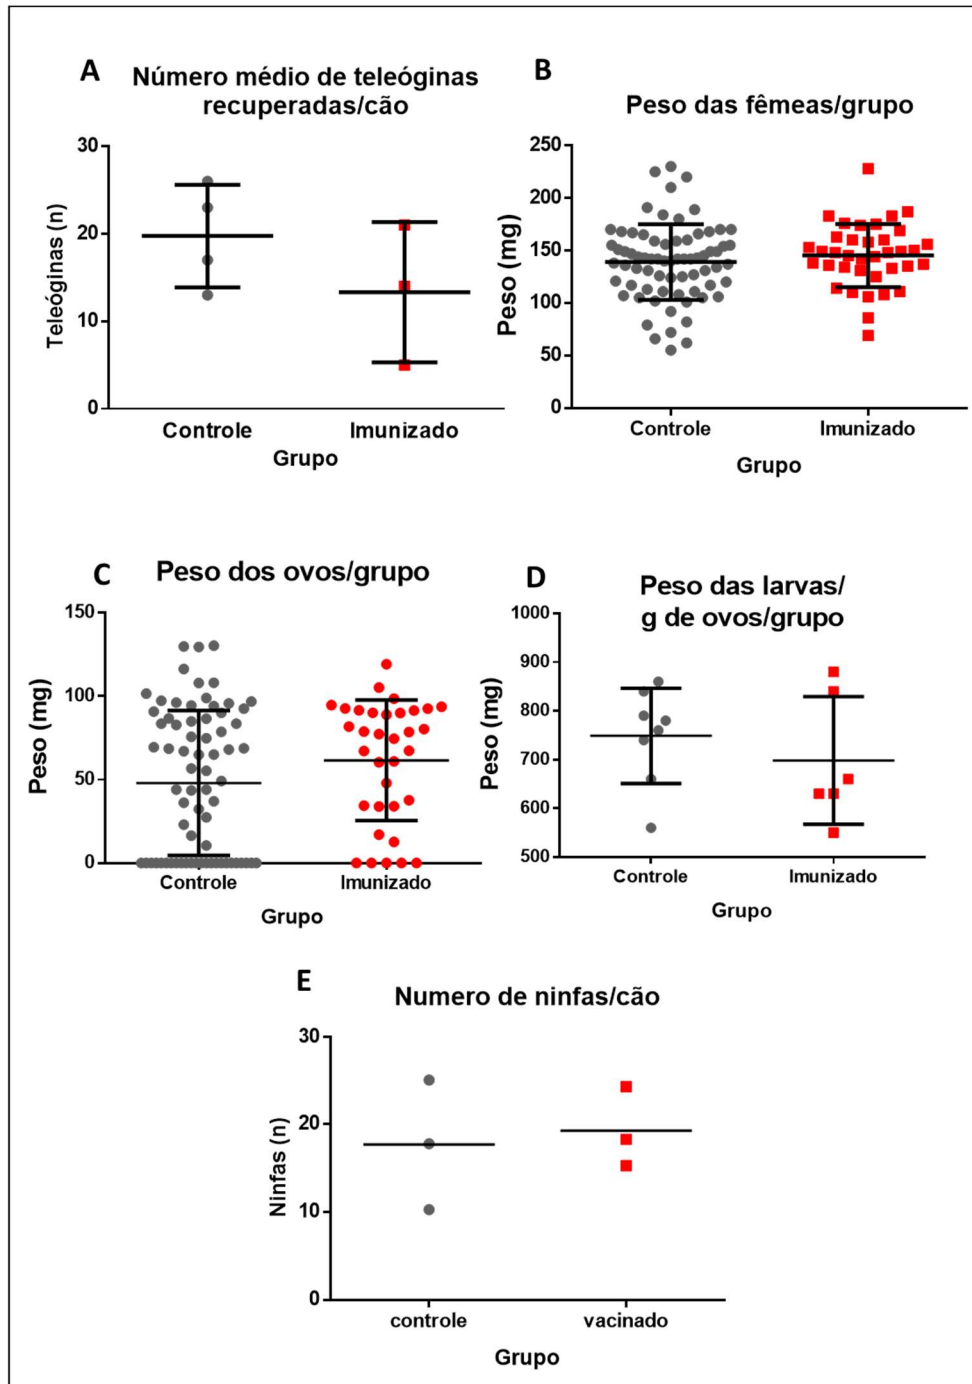 A
Número médio de teleóginas
recuperadas/cão
Teleóginas (n)
30
20
10
0
Controle
Imunizado
Grupo
B
Peso das fêmeas/grupo
Peso (mg)
250
200
150
100
50
0
Controle
Imunizado
Grupo
C
Peso dos ovos/grupo
Peso (mg)
150
100
50
0
Controle
Imunizado
Grupo
D
Peso das larvas/
g de ovos/grupo
Peso (mg)
1000
900
800
700
600
500
Controle
Imunizado
Grupo
E
Numero de ninfas/cão
Ninfas (n)
30
20
10
0
controle
vacinado
Grupo